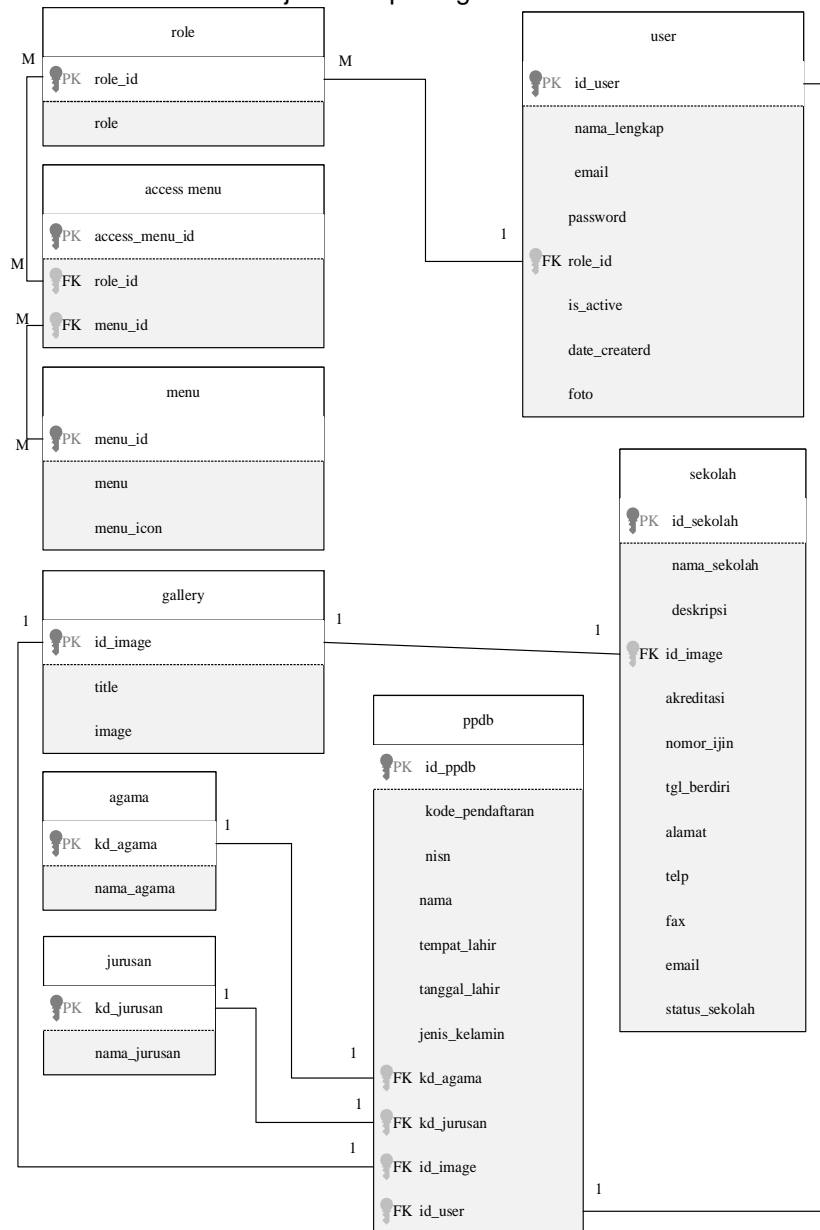 role
M
M
PK role_id
role
access menu
PK access_menu_id
M
FK role_id
M
FK menu_id
menu
M
PK menu_id
menu
menu_icon
user
PK id_user
nama_lengkap
email
password
1
FK role_id
is_active
date_createrd
foto
gallery
1
1
PK id_image
title
image
sekolah
PK id_sekolah
nama_sekolah
deskripsi
1
FK id_image
akreditasi
nomor_ijin
tgl_berdiri
alamat
telp
fax
email
status_sekolah
agama
1
PK kd_agama
nama_agama
jurusan
1
PK kd_jurusan
nama_jurusan
ppdb
PK id_ppdb
kode_pendaftaran
nisn
nama
tempat_lahir
tanggal_lahir
jenis_kelamin
1
FK kd_agama
1
FK kd_jurusan
1
FK id_image
1
FK id_user